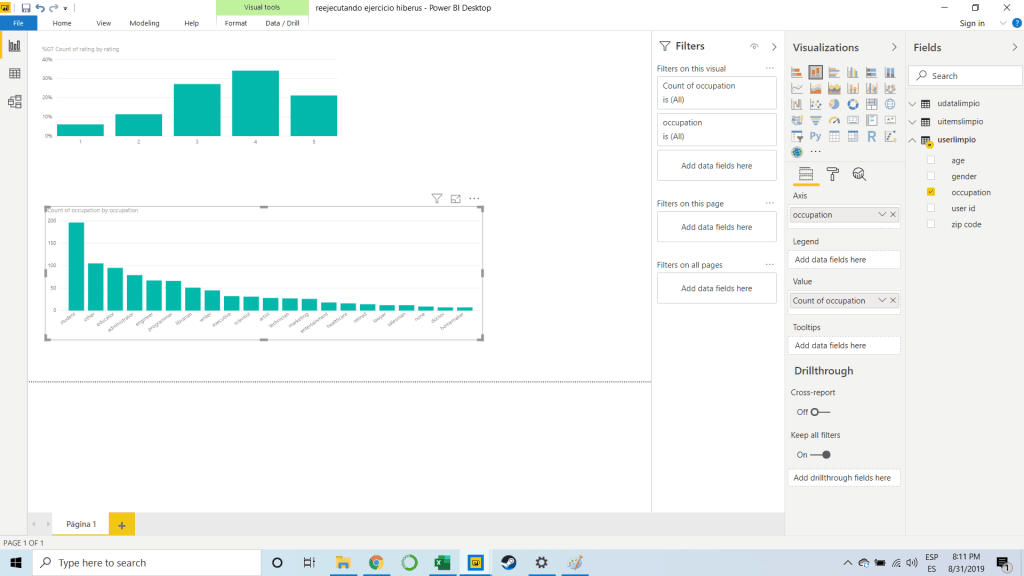 Visual tools
reejecutando ejercicio hiberus - Power BI Desktop
File
Home
View
Modeling
Help
Format
Data / Drill
Sign in
%GT Count of rating by rating
40%
30%
20%
10%
0%
1
2
3
4
5
Count of occupation by occupation
200
150
100
50
0
student
other
educator
administrator
engineer
programmer
librarian
writer
executive
scientist
artist
technician
marketing
entertainment
healthcare
retired
lawyer
salesman
none
doctor
homemaker
Página 1
PAGE 1 OF 1
Filters
Filters on this visual
Count of occupation
is (All)
occupation
is (All)
Add data fields here
Filters on this page
Add data fields here
Filters on all pages
Add data fields here
Visualizations
Py
R
Axis
occupation
Legend
Add data fields here
Value
Count of occupation
Tooltips
Add data fields here
Drillthrough
Cross-report
Off
Keep all filters
On
Add drillthrough fields here
Fields
Search
udatalimpio
uitemslimpio
userlimpio
age
gender
occupation
user id
zip code
Type here to search
ESP
ES
8:11 PM
8/31/2019
1